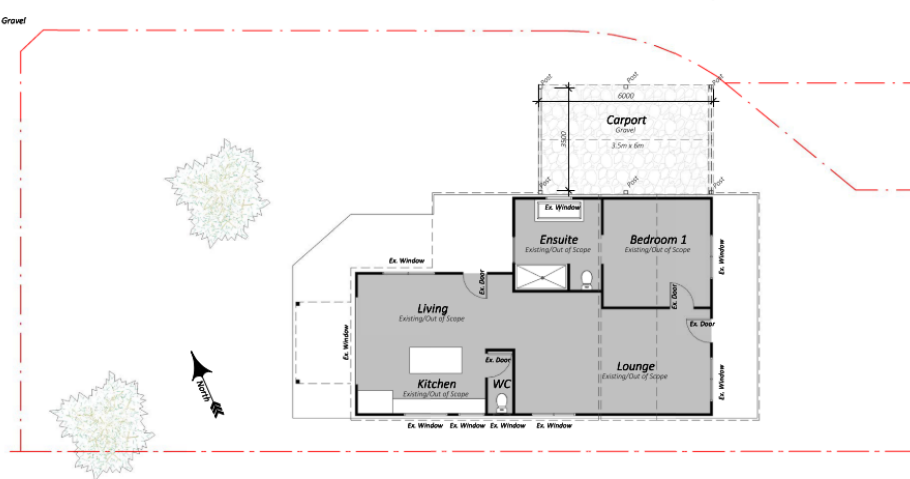 Gravel
Post
Post
Post
6000
3500
Carport
Gravel
3.5m x 6m
Post
Post
Post
Ex. Window
Ensuite
Existing/Out of Scope
Bedroom 1
Existing/Out of Scope
Ex. Window
Ex. Window
Ex. Door
Ex. Door
Living
Existing/Out of Scope
Ex. Door
Ex. Window
Ex. Door
Lounge
Existing/Out of Scope
Ex. Window
North
Kitchen
Existing/Out of Scope
WC
Ex. Window
Ex. Window
Ex. Window
Ex. Window